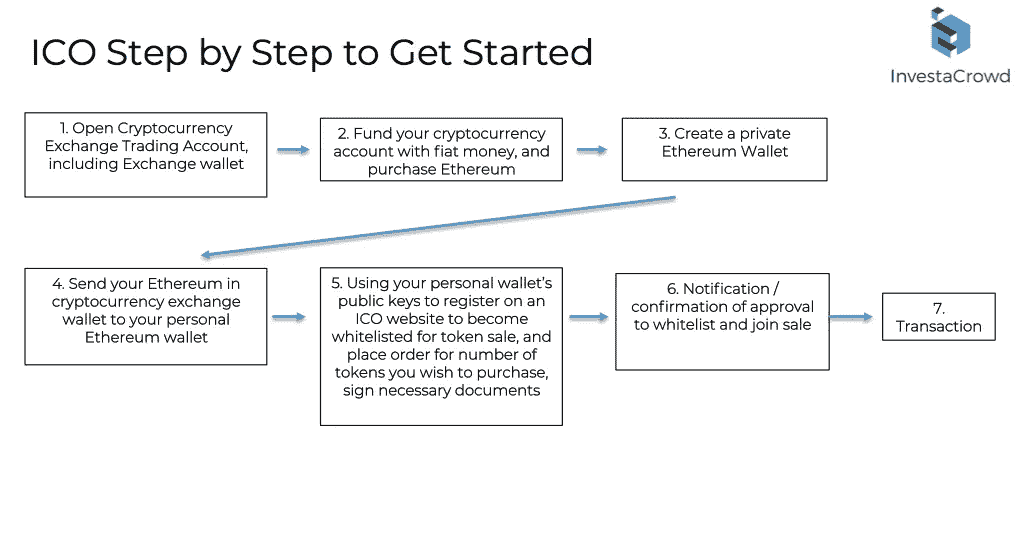 ICO Step by Step to Get Started
InvestaCrowd
1. Open Cryptocurrency
Exchange Trading Account,
including Exchange wallet
2. Fund your cryptocurrency
account with fiat money, and
purchase Ethereum
3. Create a private
Ethereum Wallet
4. Send your Ethereum in
cryptocurrency exchange
wallet to your personal
Ethereum wallet
5. Using your personal wallet’s
public keys to register on an
ICO website to become
whitelisted for token sale, and
place order for number of
tokens you wish to purchase,
sign necessary documents
6. Notification /
confirmation of approval
to whitelist and join sale
7.
Transaction